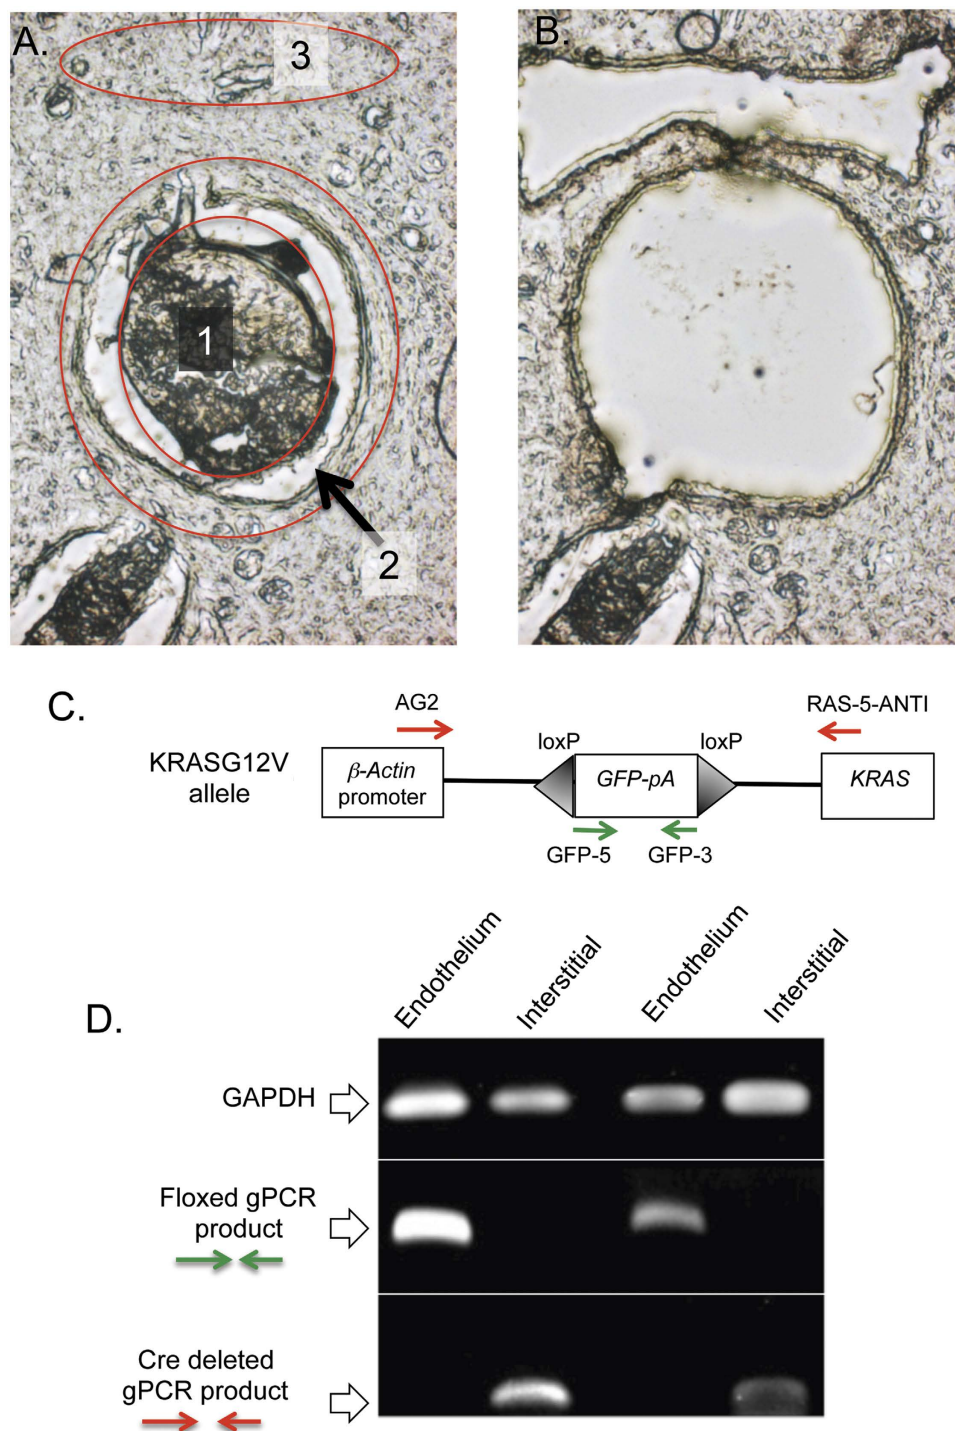 A.
B.
3
1
2
C.
AG2
RAS-5-ANTI
loxP
loxP
KRASG12V
allele
β-Actin
promoter
GFP-pA
KRAS
GFP-5
GFP-3
D.
Endothelium
Interstitial
Endothelium
Interstitial
GAPDH
Floxed gPCR
product
Cre deleted
gPCR product